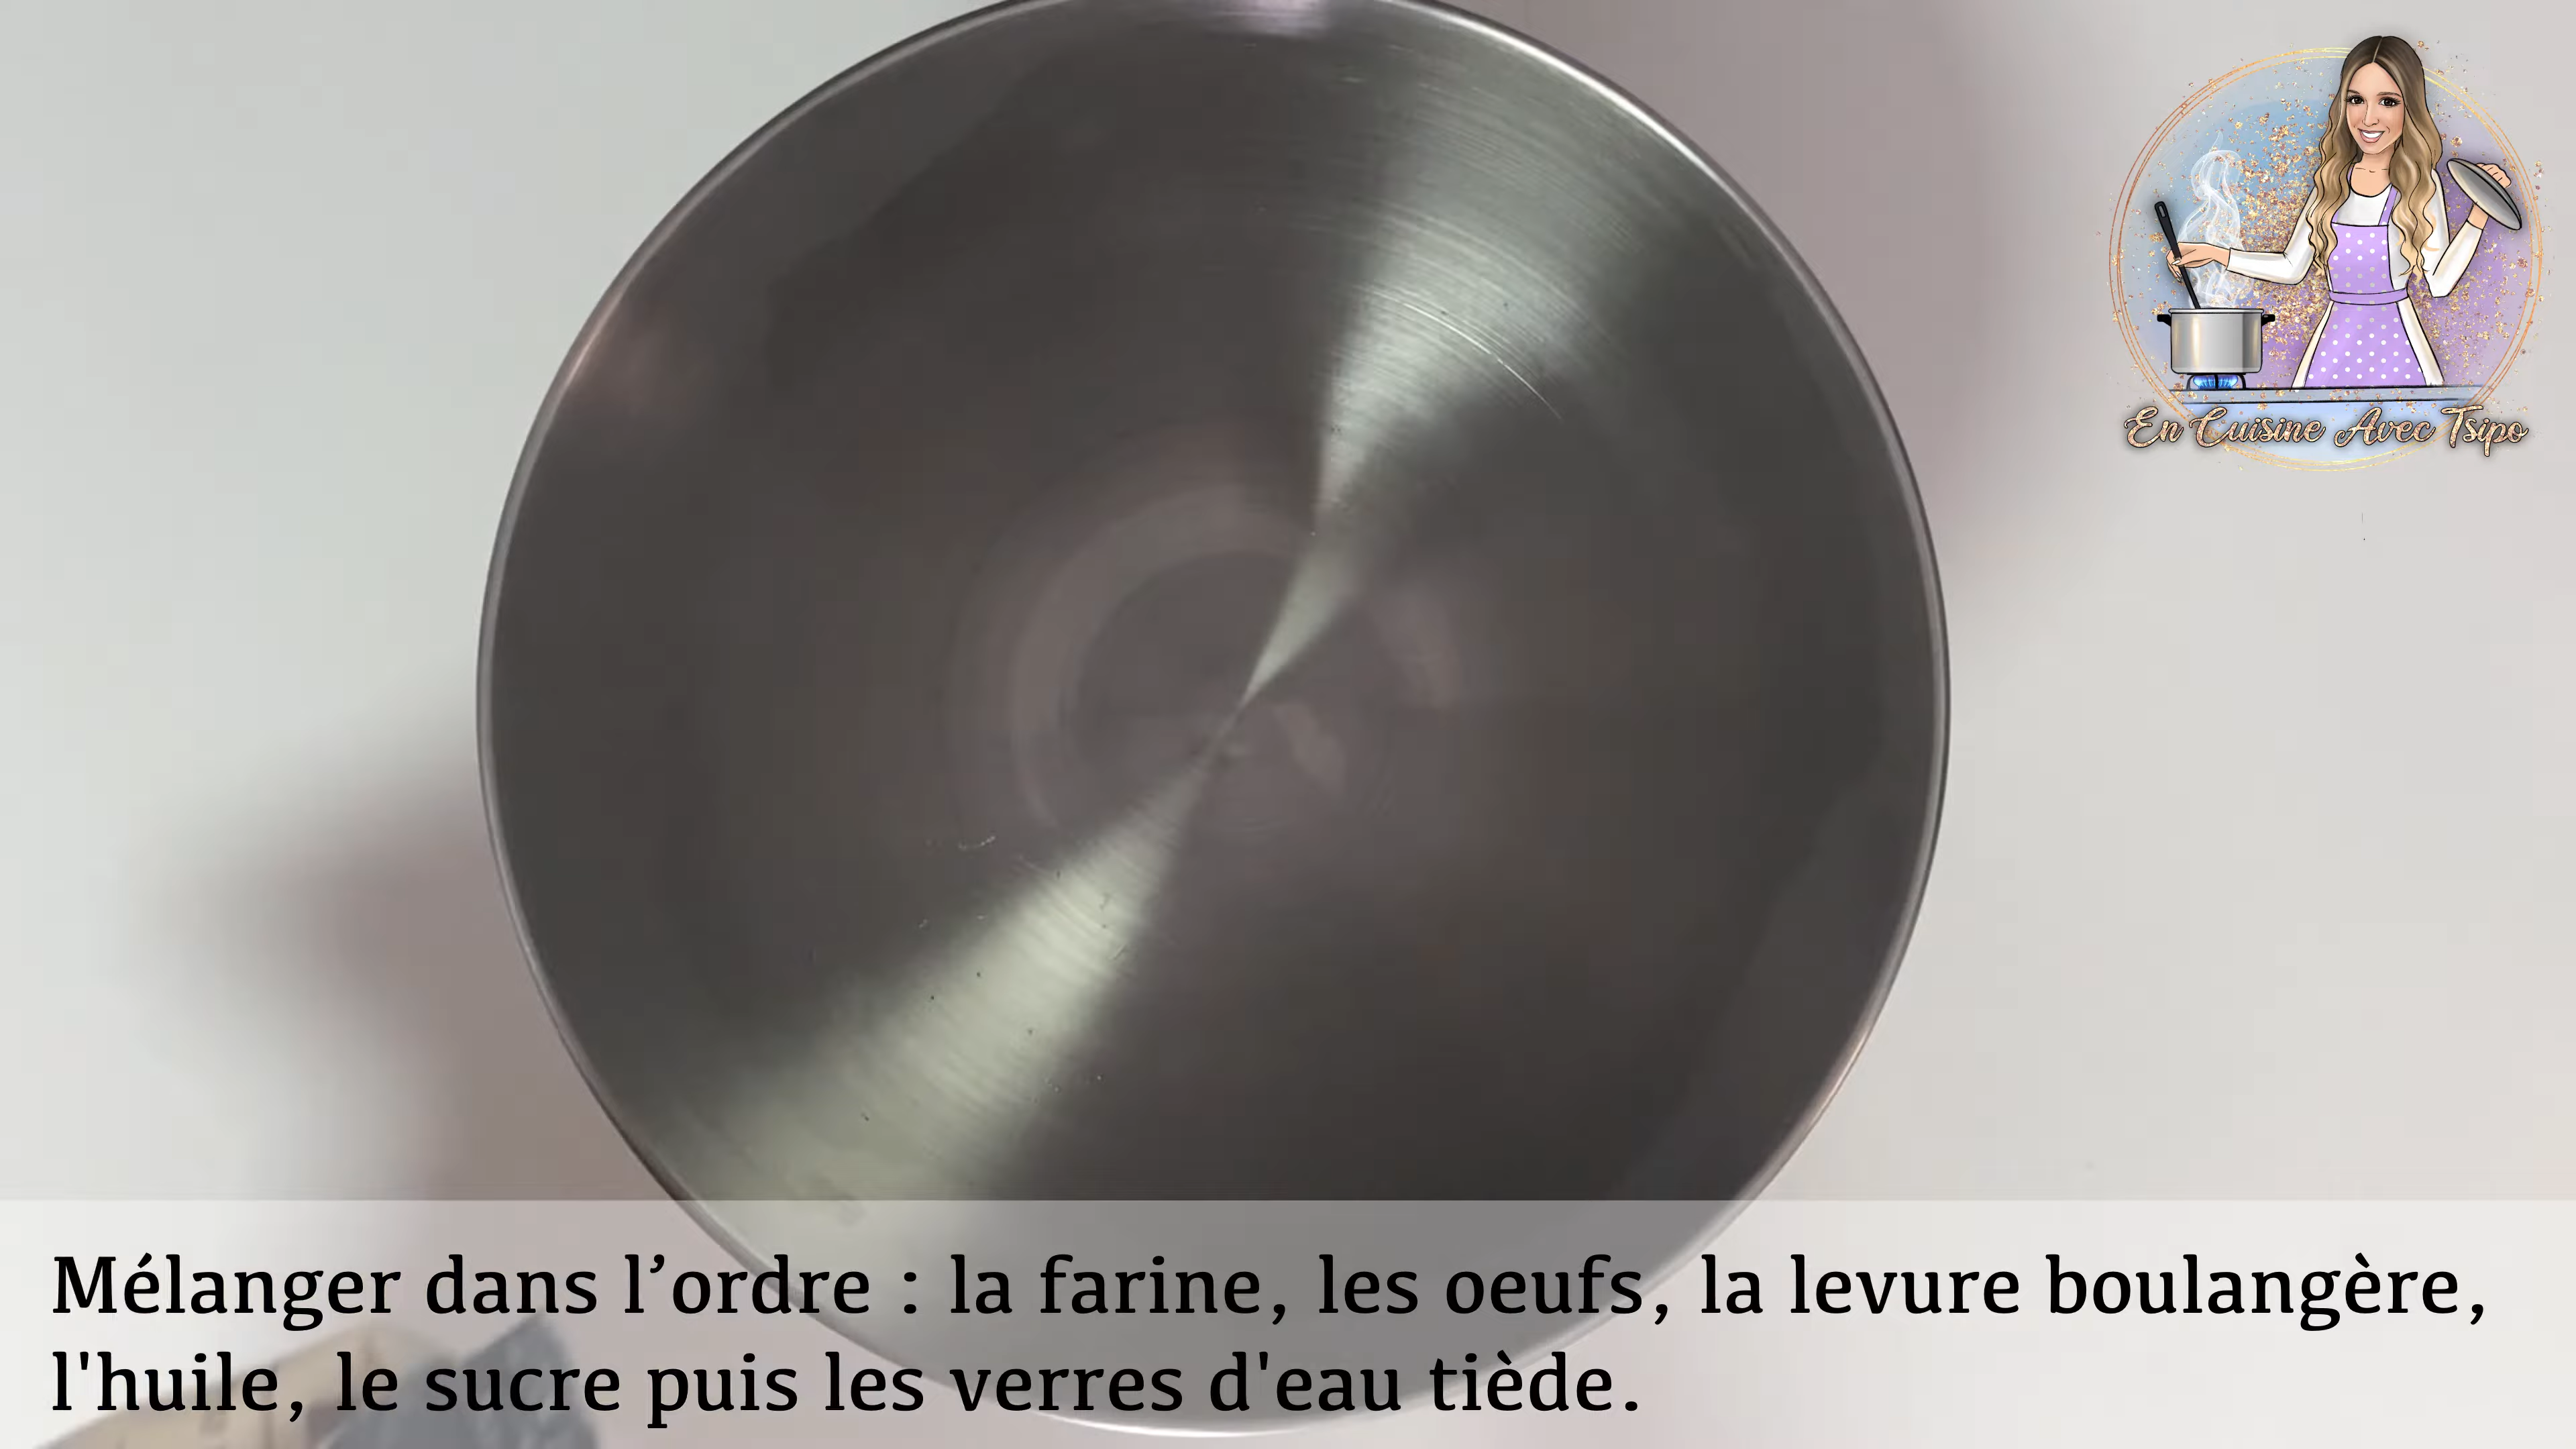 En Cuisine Avec Tsipo
Mélanger dans l’ordre : la farine, les oeufs, la levure boulangère,
l'huile, le sucre puis les verres d'eau tiède.